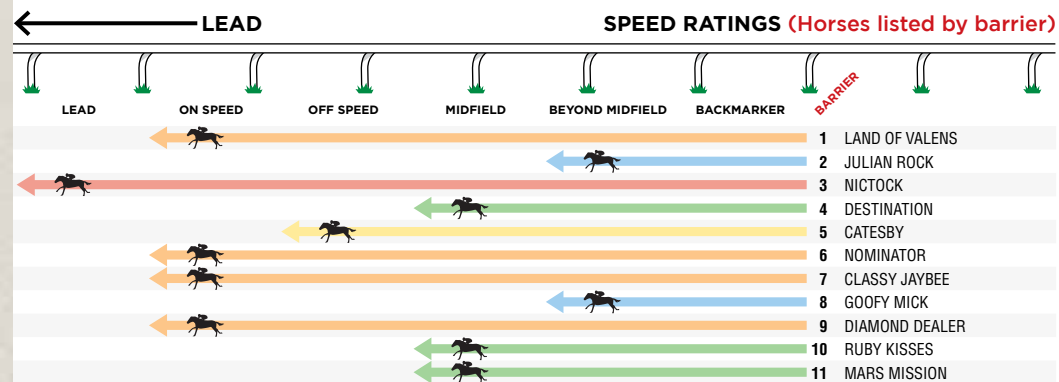 LEAD SPEED RATINGS (Horses listed by barrier)
LEAD ON SPEED OFF SPEED MIDFIELD BEYOND MIDFIELD BACKMARKER BARRIER
1 LAND OF VALENS
2 JULIAN ROCK
3 NICTOCK
4 DESTINATION
5 CATESBY
6 NOMINATOR
7 CLASSY JAYBEE
8 GOOFY MICK
9 DIAMOND DEALER
10 RUBY KISSES
11 MARS MISSION